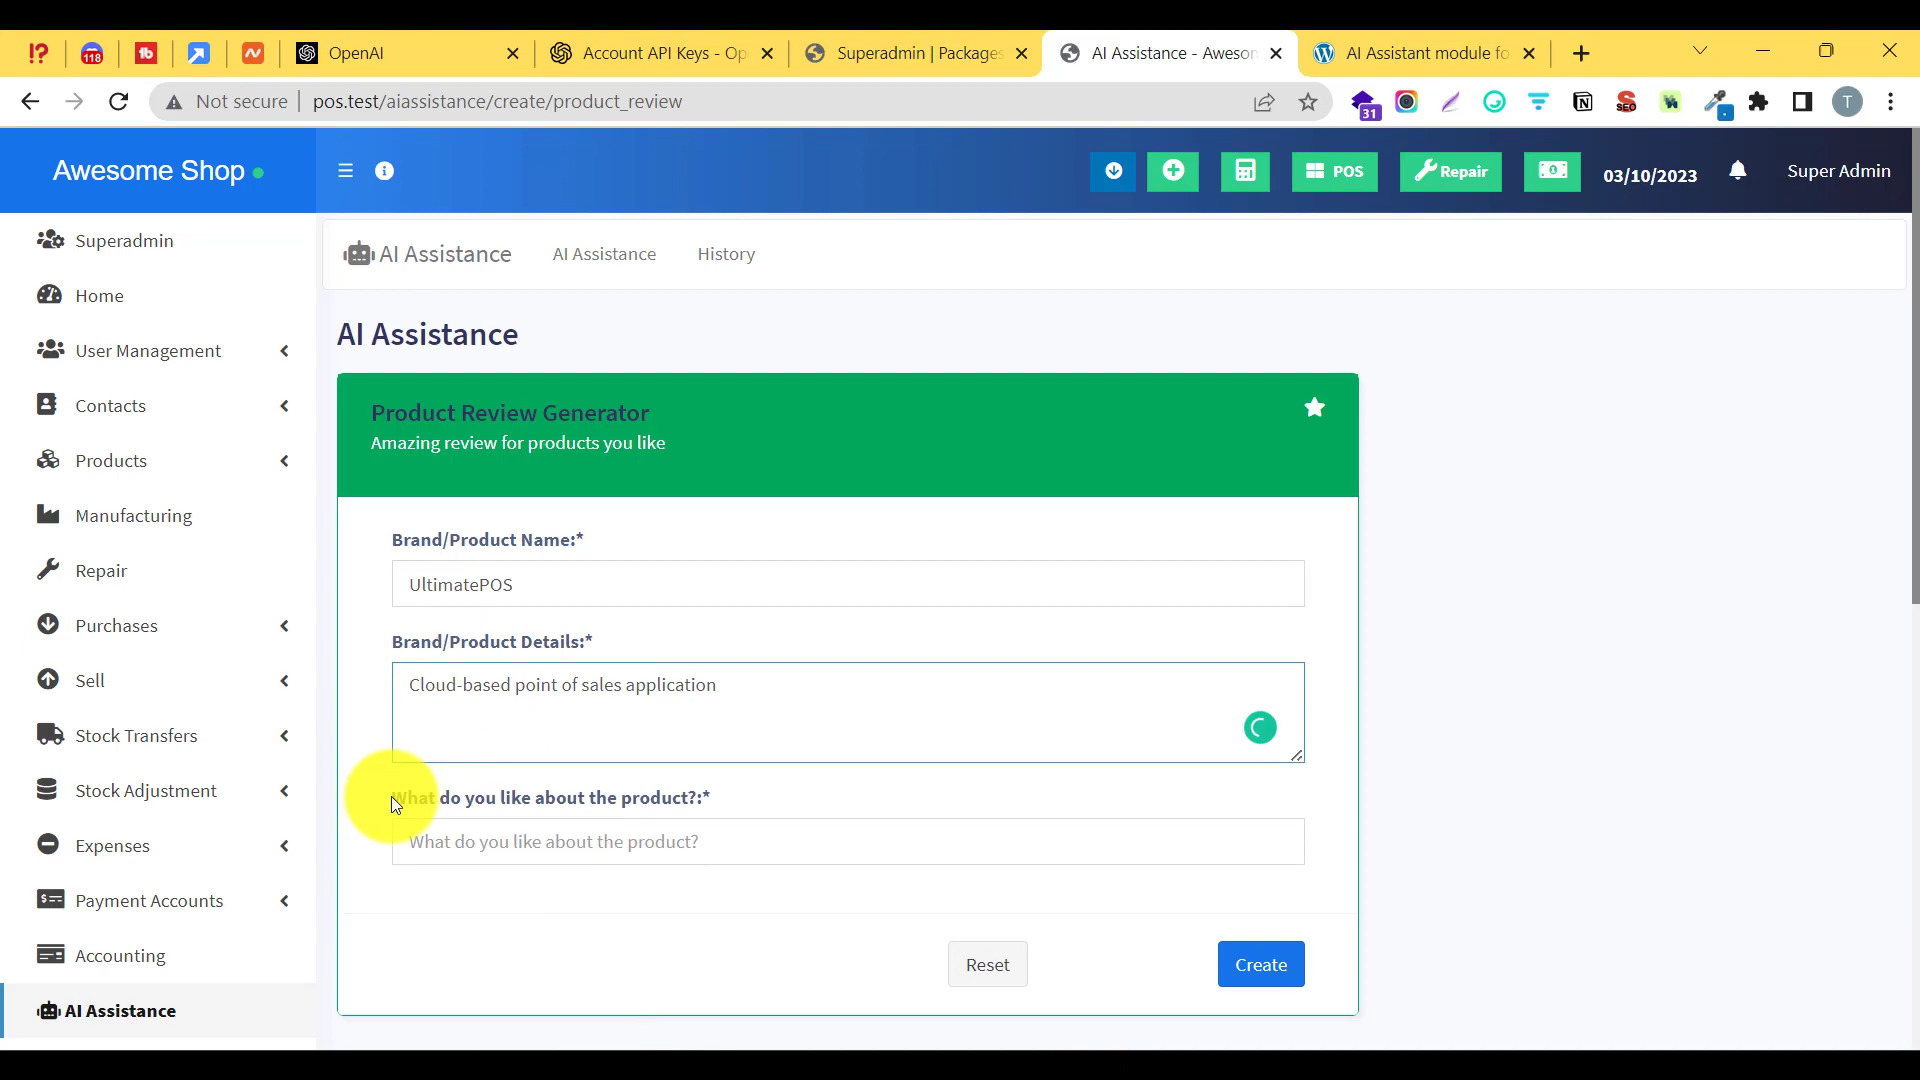 OpenAI
Account API Keys - Op
Superadmin | Packages
AI Assistance - Aweson
AI Assistant module fo
118
Not secure
pos.test/aiassistance/create/product_review
31
SEO
T
Awesome Shop
POS
Repair
03/10/2023
Super Admin
Superadmin
Home
User Management
Contacts
Products
Manufacturing
Repair
Purchases
Sell
Stock Transfers
Stock Adjustment
Expenses
Payment Accounts
Accounting
AI Assistance
AI Assistance
AI Assistance
History
AI Assistance
Product Review Generator
Amazing review for products you like
Brand/Product Name:*
UltimatePOS
Brand/Product Details:*
Cloud-based point of sales application
What do you like about the product?:*
What do you like about the product?
Reset
Create